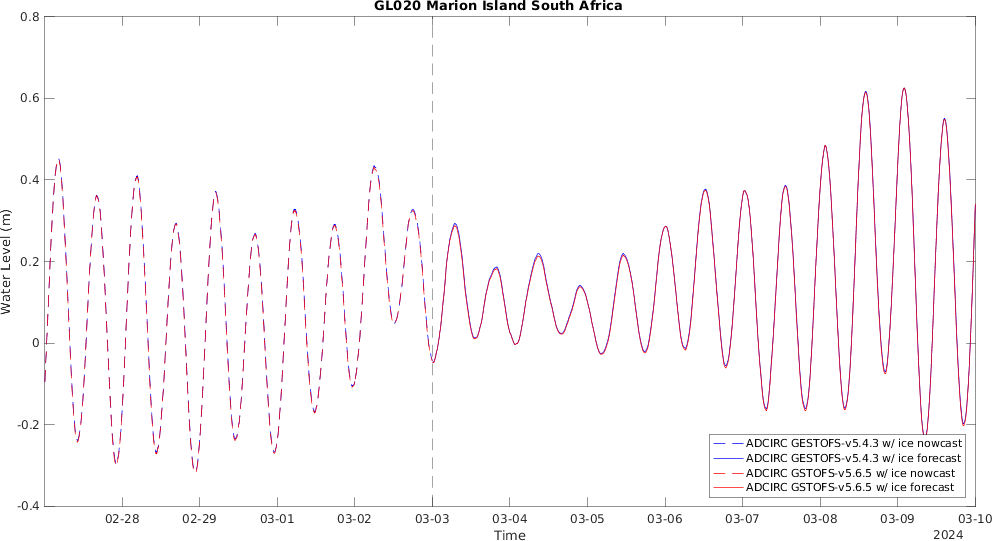 GL020 Marion Island South Africa
0.8
0.6
0.4
0.2
0
-0.2
-0.4
Water Level (m)
ADCIRC GESTOFS-v5.4.3 w/ ice nowcast
ADCIRC GESTOFS-v5.4.3 w/ ice forecast
ADCIRC GSTOFS-v5.6.5 w/ ice nowcast
ADCIRC GSTOFS-v5.6.5 w/ ice forecast
02-28 02-29 03-01 03-02 03-03 03-04 03-05 03-06 03-07 03-08 03-09 03-10
Time
2024